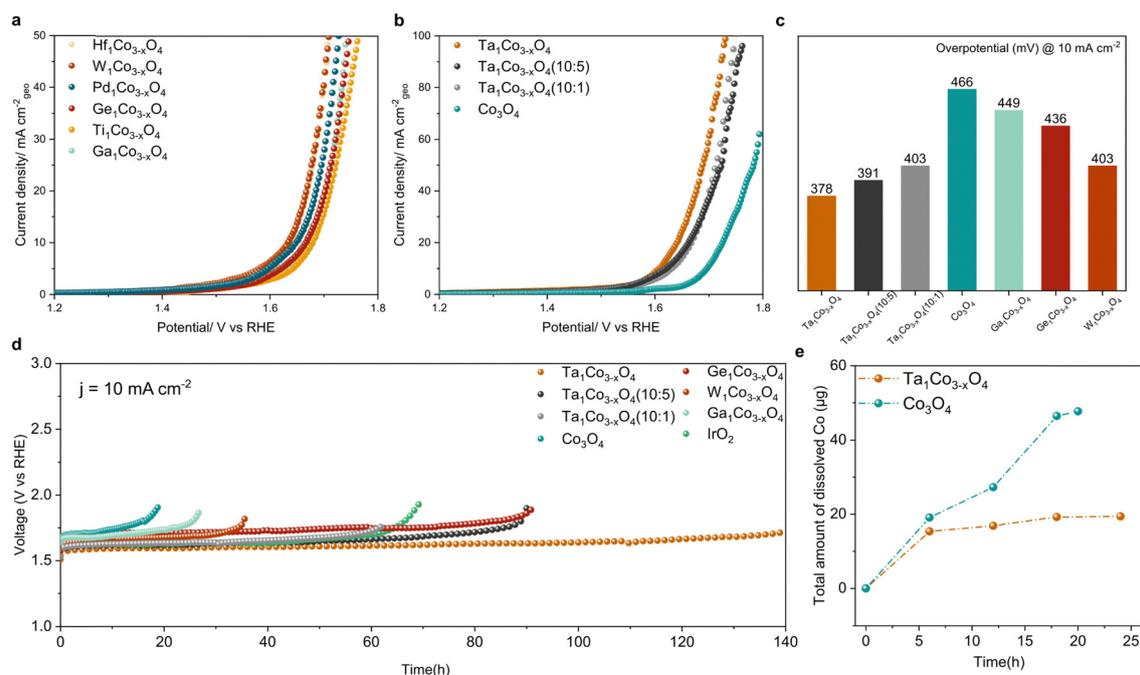 a
50
40
30
20
10
0
Current density/ mA cm⁻²geo
Hf₁Co₃₋ₓO₄
W₁Co₃₋ₓO₄
Pd₁Co₃₋ₓO₄
Ge₁Co₃₋ₓO₄
Ti₁Co₃₋ₓO₄
Ga₁Co₃₋ₓO₄
1.2 1.4 1.6 1.8
Potential/ V vs RHE
b
100
80
60
40
20
0
Current density/ mA cm⁻²geo
Ta₁Co₃₋ₓO₄
Ta₁Co₃₋ₓO₄(10:5)
Ta₁Co₃₋ₓO₄(10:1)
Co₃O₄
1.2 1.4 1.6 1.8
Potential/ V vs RHE
c
Overpotential (mV) @ 10 mA cm⁻²
378 391 403 466 449 436 403
Ta₁Co₃₋ₓO₄
Ta₁Co₃₋ₓO₄(10:5)
Ta₁Co₃₋ₓO₄(10:1)
Co₃O₄
Ga₁Co₃₋ₓO₄
Ge₁Co₃₋ₓO₄
W₁Co₃₋ₓO₄
d
3.0
2.5
2.0
1.5
1.0
Voltage (V vs RHE)
j = 10 mA cm⁻²
Ta₁Co₃₋ₓO₄
Ta₁Co₃₋ₓO₄(10:5)
Ta₁Co₃₋ₓO₄(10:1)
Co₃O₄
Ge₁Co₃₋ₓO₄
W₁Co₃₋ₓO₄
Ga₁Co₃₋ₓO₄
IrO₂
0 20 40 60 80 100 120 140
Time(h)
e
60
40
20
0
Total amount of dissolved Co (µg)
Ta₁Co₃₋ₓO₄
Co₃O₄
0 5 10 15 20 25
Time(h)